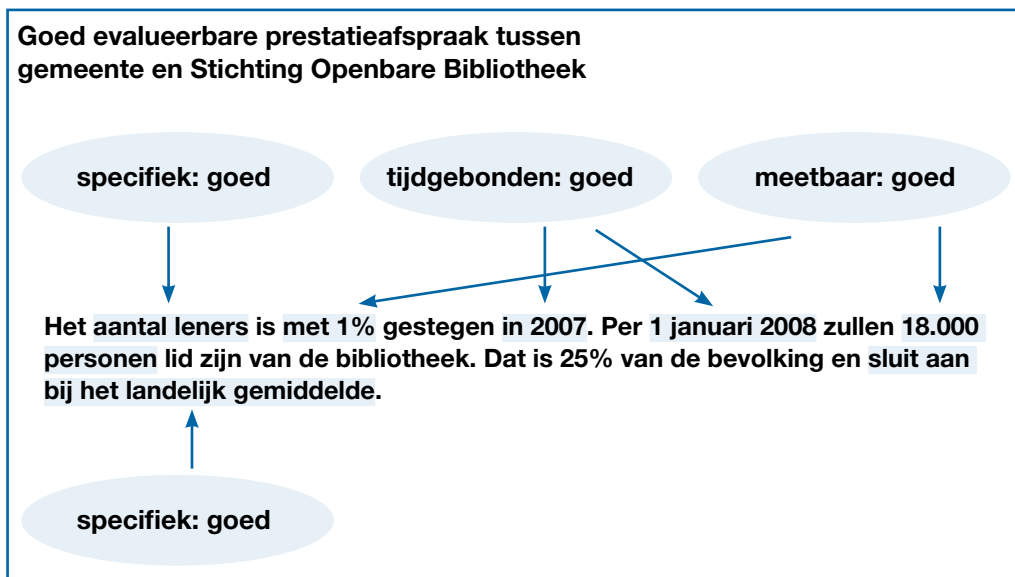 Goed evalueerbare prestatieafspraak tussen
gemeente en Stichting Openbare Bibliotheek
specifiek: goed
tijdgebonden: goed
meetbaar: goed
Het aantal leners is met 1% gestegen in 2007. Per 1 januari 2008 zullen 18.000
personen lid zijn van de bibliotheek. Dat is 25% van de bevolking en sluit aan
bij het landelijk gemiddelde.
specifiek: goed